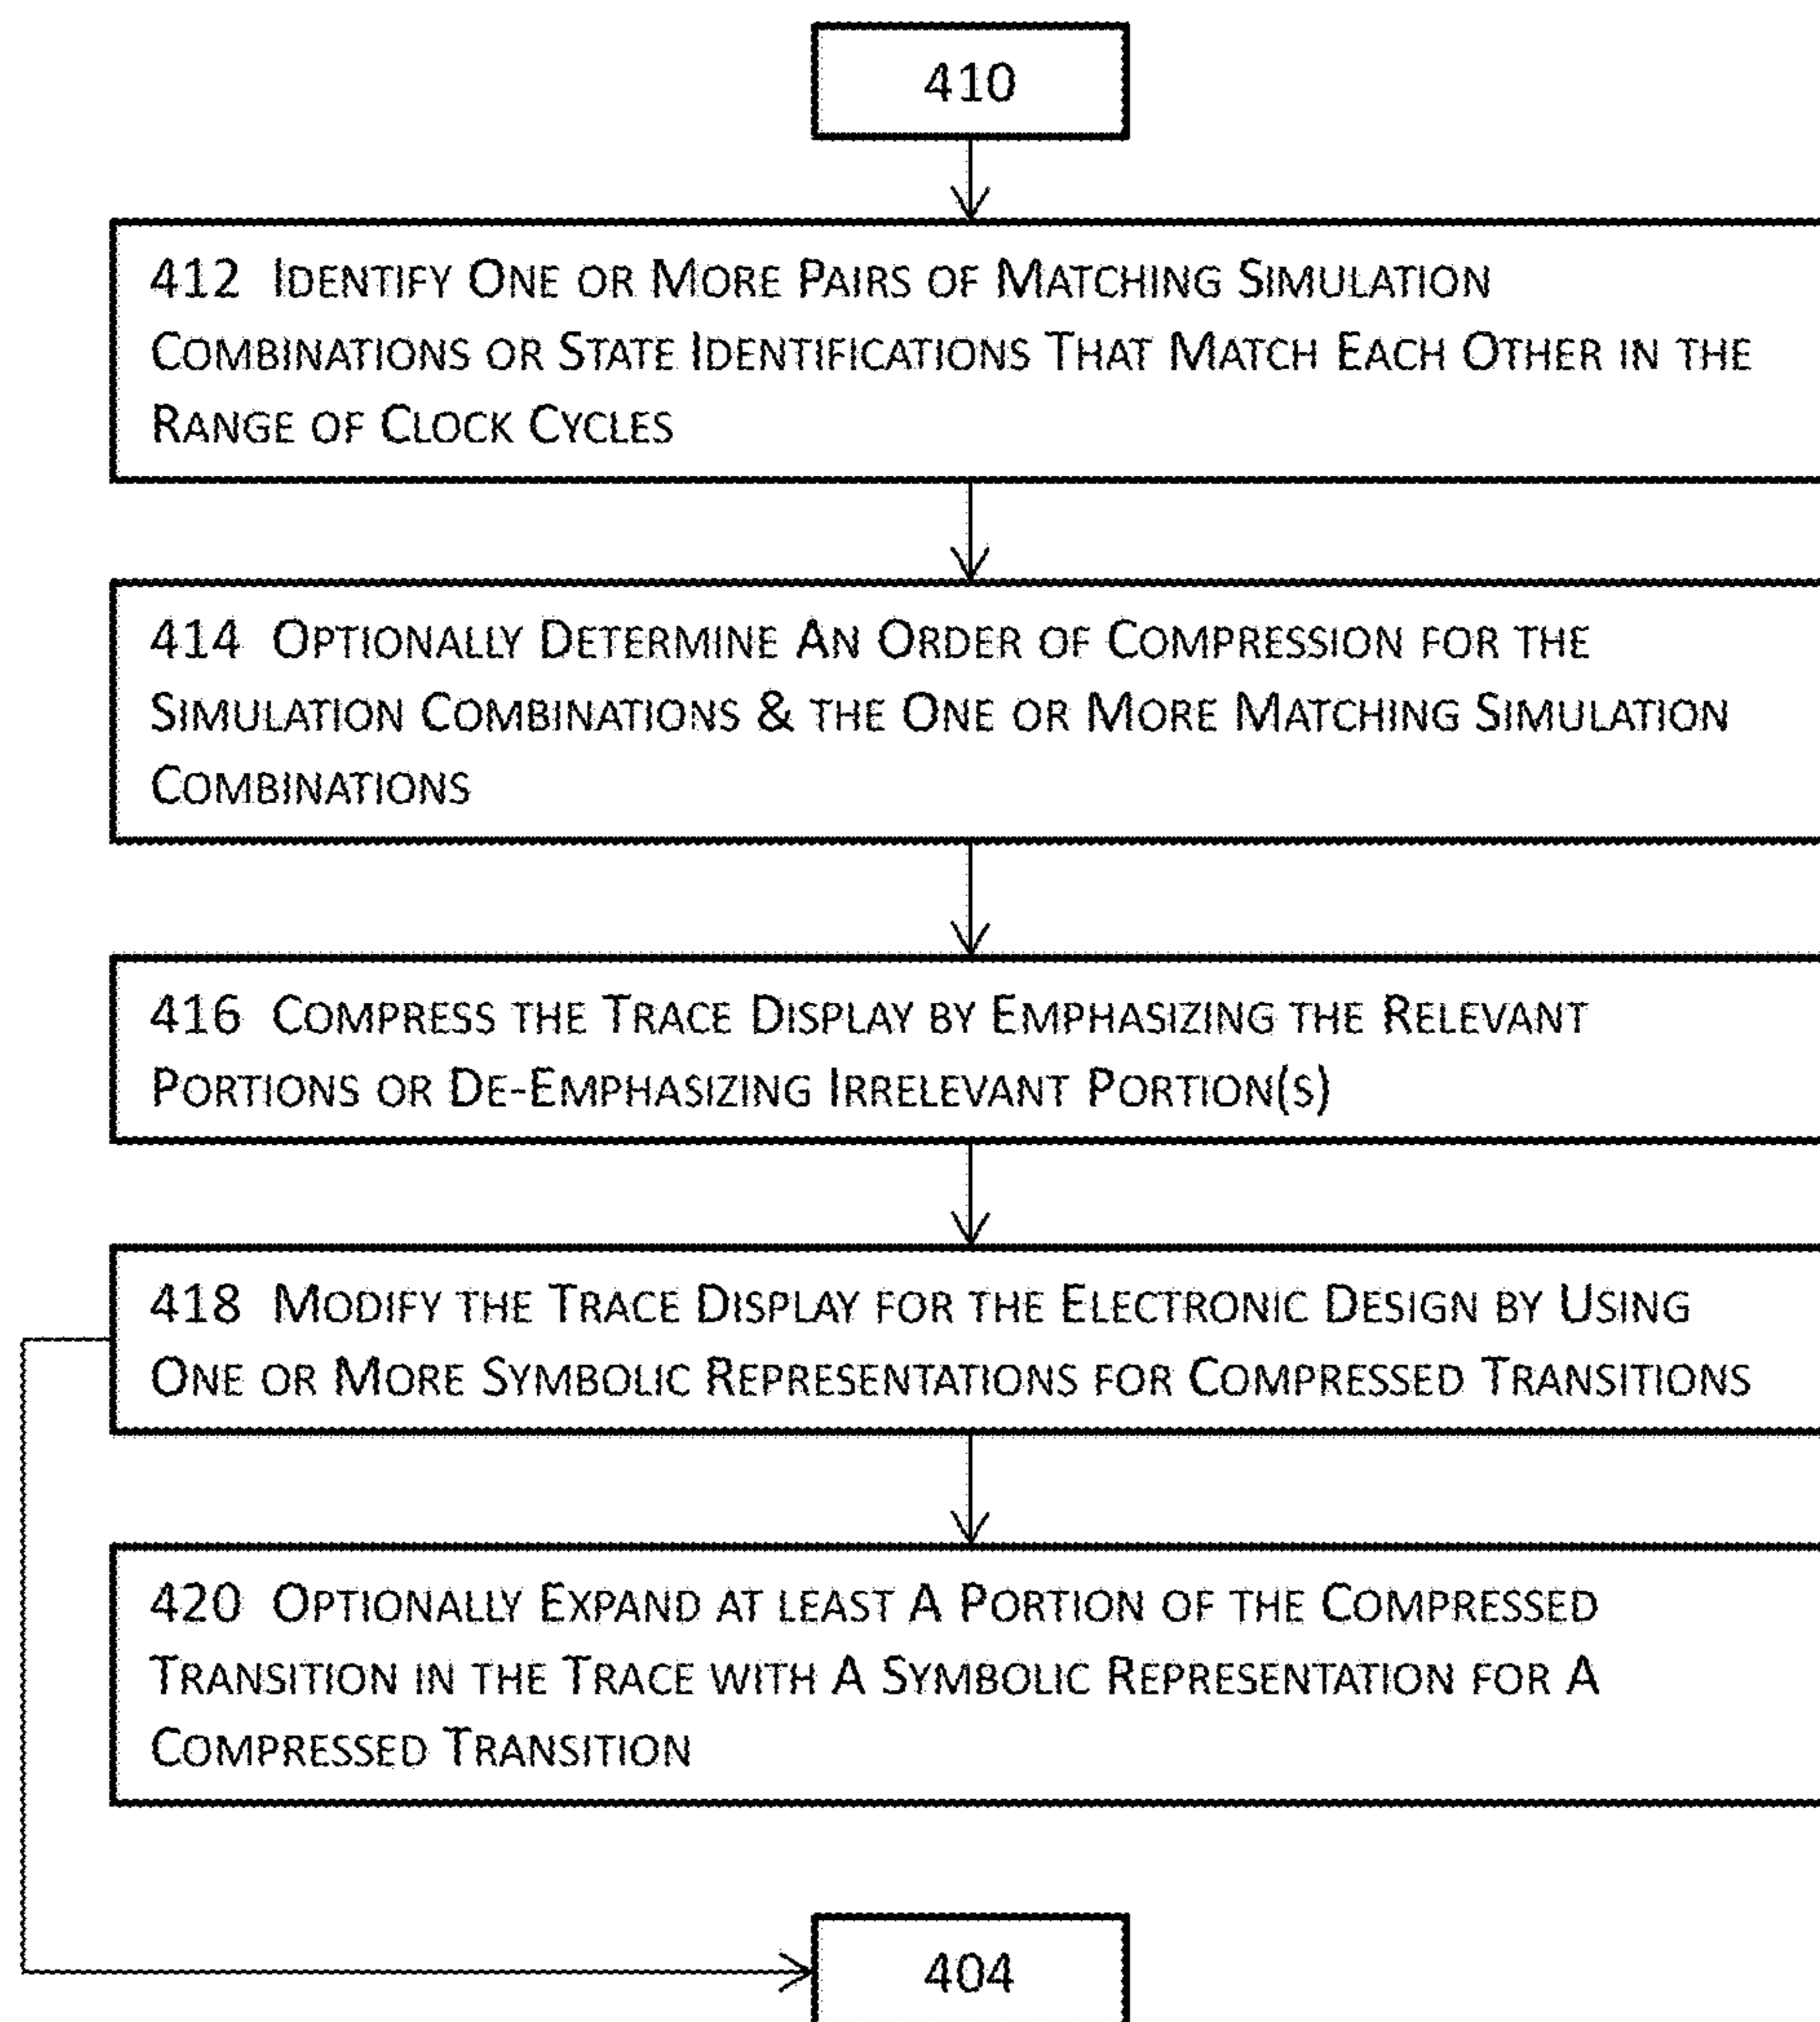 410
412 Identify One or More Pairs of Matching Simulation
Combinations or State Identifications That Match Each Other in the
Range of Clock Cycles
414 Optionally Determine An Order of Compression for the
Simulation Combinations & the One or More Matching Simulation
Combinations
416 Compress the Trace Display by Emphasizing the Relevant
Portions or De-Emphasizing Irrelevant Portion(s)
418 Modify the Trace Display for the Electronic Design by Using
One or More Symbolic Representations for Compressed Transitions
420 Optionally Expand at least A Portion of the Compressed
Transition in the Trace with A Symbolic Representation for A
Compressed Transition
404